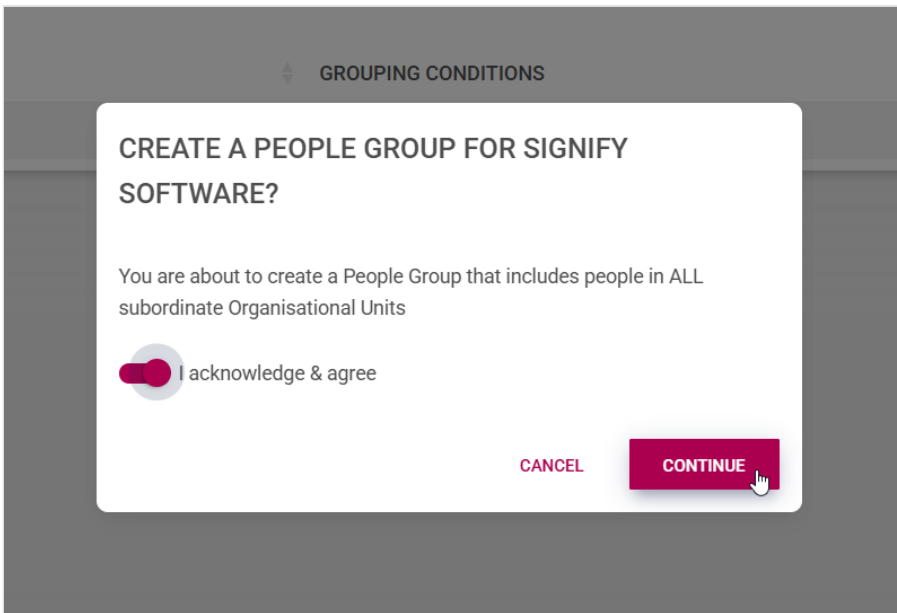 GROUPING CONDITIONS
CREATE A PEOPLE GROUP FOR SIGNIFY
SOFTWARE?
You are about to create a People Group that includes people in ALL
subordinate Organisational Units
I acknowledge & agree
CANCEL
CONTINUE